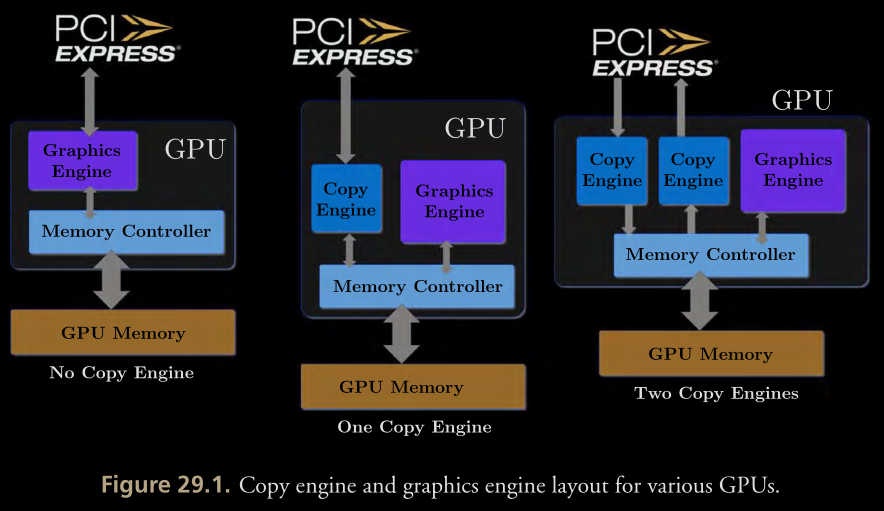 PCI
EXPRESS®
GPU
Graphics
Engine
Memory Controller
GPU Memory
No Copy Engine
PCI
EXPRESS®
GPU
Copy
Engine
Graphics
Engine
Memory Controller
GPU Memory
One Copy Engine
PCI
EXPRESS®
GPU
Copy
Engine
Copy
Engine
Graphics
Engine
Memory Controller
GPU Memory
Two Copy Engines
Figure 29.1. Copy engine and graphics engine layout for various GPUs.